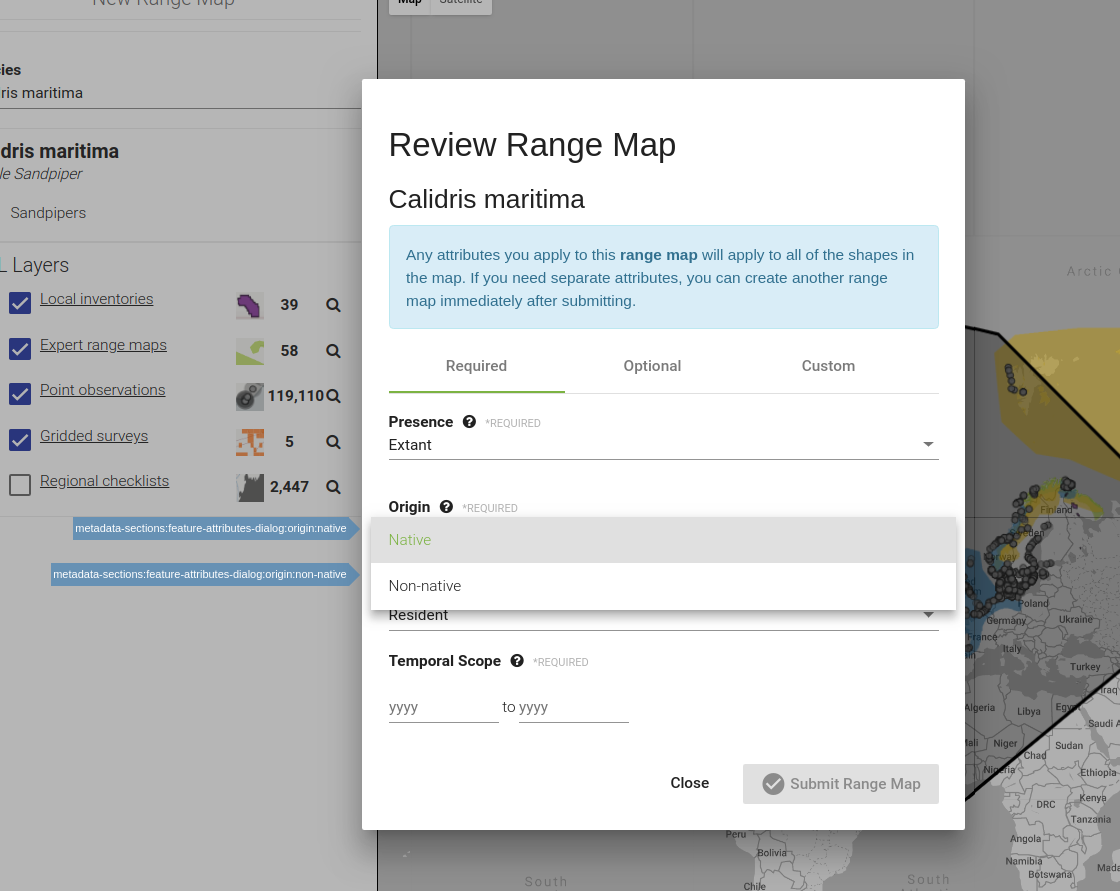 New Range Map
Map Satellite
cies
ris maritima
dris maritima
le Sandpiper
Sandpipers
L Layers
Local inventories 39
Expert range maps 58
Point observations 119,110
Gridded surveys 5
Regional checklists 2,447
metadata-sections:feature-attributes-dialog:origin:native
metadata-sections:feature-attributes-dialog:origin:non-native
Review Range Map
Calidris maritima
Any attributes you apply to this range map will apply to all of the shapes in
the map. If you need separate attributes, you can create another range
map immediately after submitting.
Required Optional Custom
Presence *REQUIRED
Extant
Origin *REQUIRED
Native
Non-native
Resident
Temporal Scope *REQUIRED
yyyy to yyyy
Close Submit Range Map
Arctic
Finland
Poland
Germany
Ukraine
France
Italy
Turkey
Iraq
Algeria
Libya
Egypt
Saudi A
Mali
Niger
Chad
Sudan
Nigeria
Ethiopia
DRC
Kenya
Tanzania
Angola
Namibia
Botswana
Mada
Peru
Bolivia
Chile
South
South